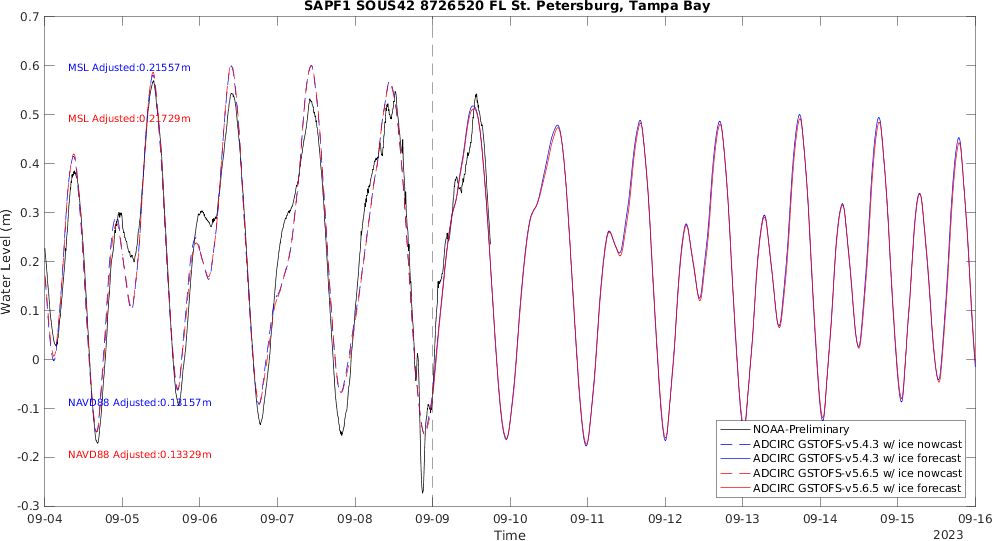 SAPF1 SOUS42 8726520 FL St. Petersburg, Tampa Bay
0.7
0.6
0.5
0.4
0.3
0.2
0.1
0
-0.1
-0.2
-0.3
Water Level (m)
MSL Adjusted:0.21557m
MSL Adjusted:0.21729m
NAVD88 Adjusted:0.13157m
NAVD88 Adjusted:0.13329m
NOAA-Preliminary
ADCIRC GSTOFS-v5.4.3 w/ ice nowcast
ADCIRC GSTOFS-v5.4.3 w/ ice forecast
ADCIRC GSTOFS-v5.6.5 w/ ice nowcast
ADCIRC GSTOFS-v5.6.5 w/ ice forecast
09-04 09-05 09-06 09-07 09-08 09-09 09-10 09-11 09-12 09-13 09-14 09-15 09-16
Time
2023